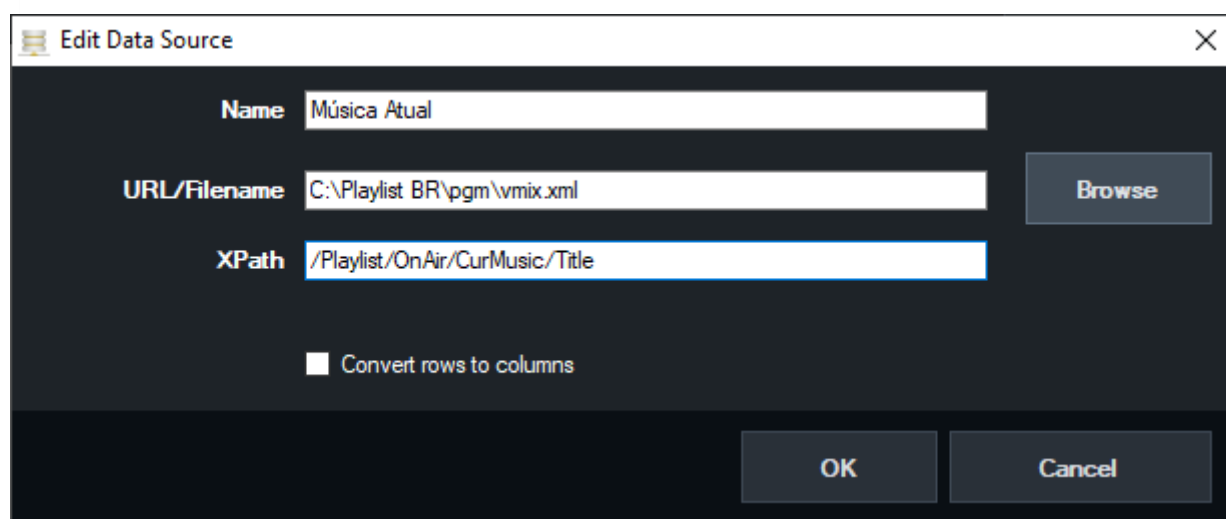 Edit Data Source
Name Música Atual
URL/Filename C:\Playlist BR\pgm\vmix.xml Browse
XPath /Playlist/OnAir/CurMusic/Title
Convert rows to columns
OK Cancel